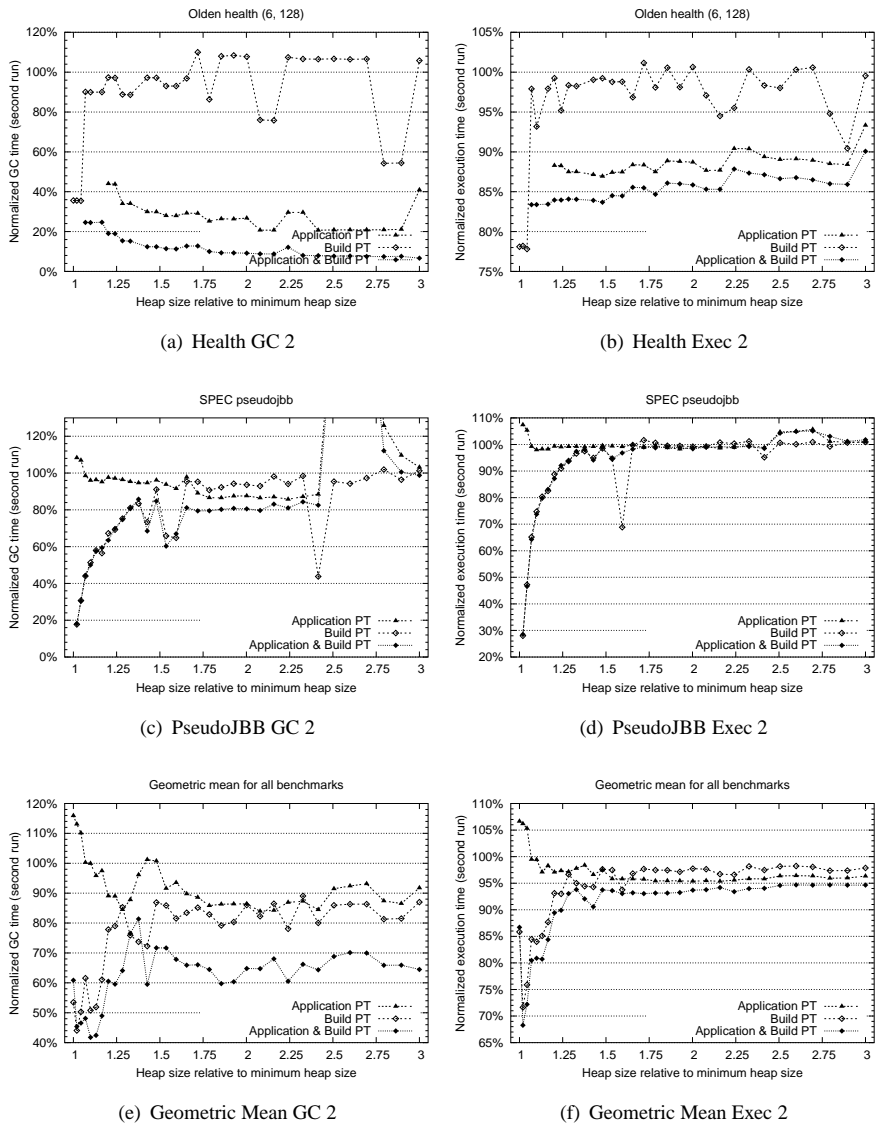 Olden health (6, 128)
Normalized GC time (second run)
120%
100%
80%
60%
40%
20%
0%
1 1.25 1.5 1.75 2 2.25 2.5 2.75 3
Heap size relative to minimum heap size
Application PT
Build PT
Application & Build PT
(a) Health GC 2
Olden health (6, 128)
Normalized execution time (second run)
105%
100%
95%
90%
85%
80%
75%
1 1.25 1.5 1.75 2 2.25 2.5 2.75 3
Heap size relative to minimum heap size
Application PT
Build PT
Application & Build PT
(b) Health Exec 2
SPEC pseudojbb
Normalized GC time (second run)
120%
100%
80%
60%
40%
20%
0%
1 1.25 1.5 1.75 2 2.25 2.5 2.75 3
Heap size relative to minimum heap size
Application PT
Build PT
Application & Build PT
(c) PseudoJBB GC 2
SPEC pseudojbb
Normalized execution time (second run)
110%
100%
90%
80%
70%
60%
50%
40%
30%
20%
1 1.25 1.5 1.75 2 2.25 2.5 2.75 3
Heap size relative to minimum heap size
Application PT
Build PT
Application & Build PT
(d) PseudoJBB Exec 2
Geometric mean for all benchmarks
Normalized GC time (second run)
120%
110%
100%
90%
80%
70%
60%
50%
40%
1 1.25 1.5 1.75 2 2.25 2.5 2.75 3
Heap size relative to minimum heap size
Application PT
Build PT
Application & Build PT
(e) Geometric Mean GC 2
Geometric mean for all benchmarks
Normalized execution time (second run)
110%
105%
100%
95%
90%
85%
80%
75%
70%
65%
1 1.25 1.5 1.75 2 2.25 2.5 2.75 3
Heap size relative to minimum heap size
Application PT
Build PT
Application & Build PT
(f) Geometric Mean Exec 2